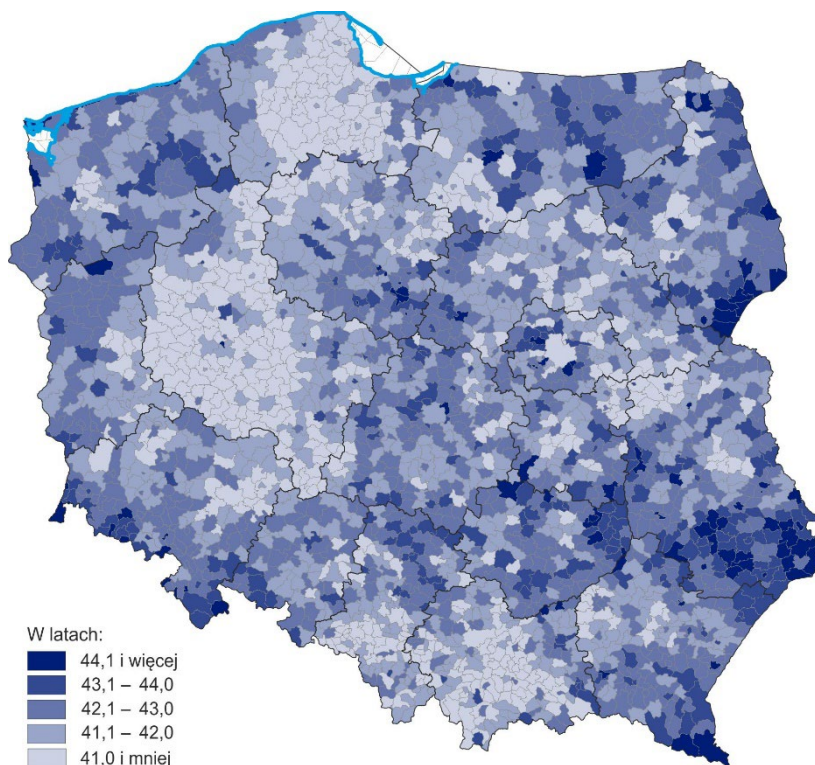 W latach:
44,1 i więcej
43,1 – 44,0
42,1 – 43,0
41,1 – 42,0
41,0 i mniej